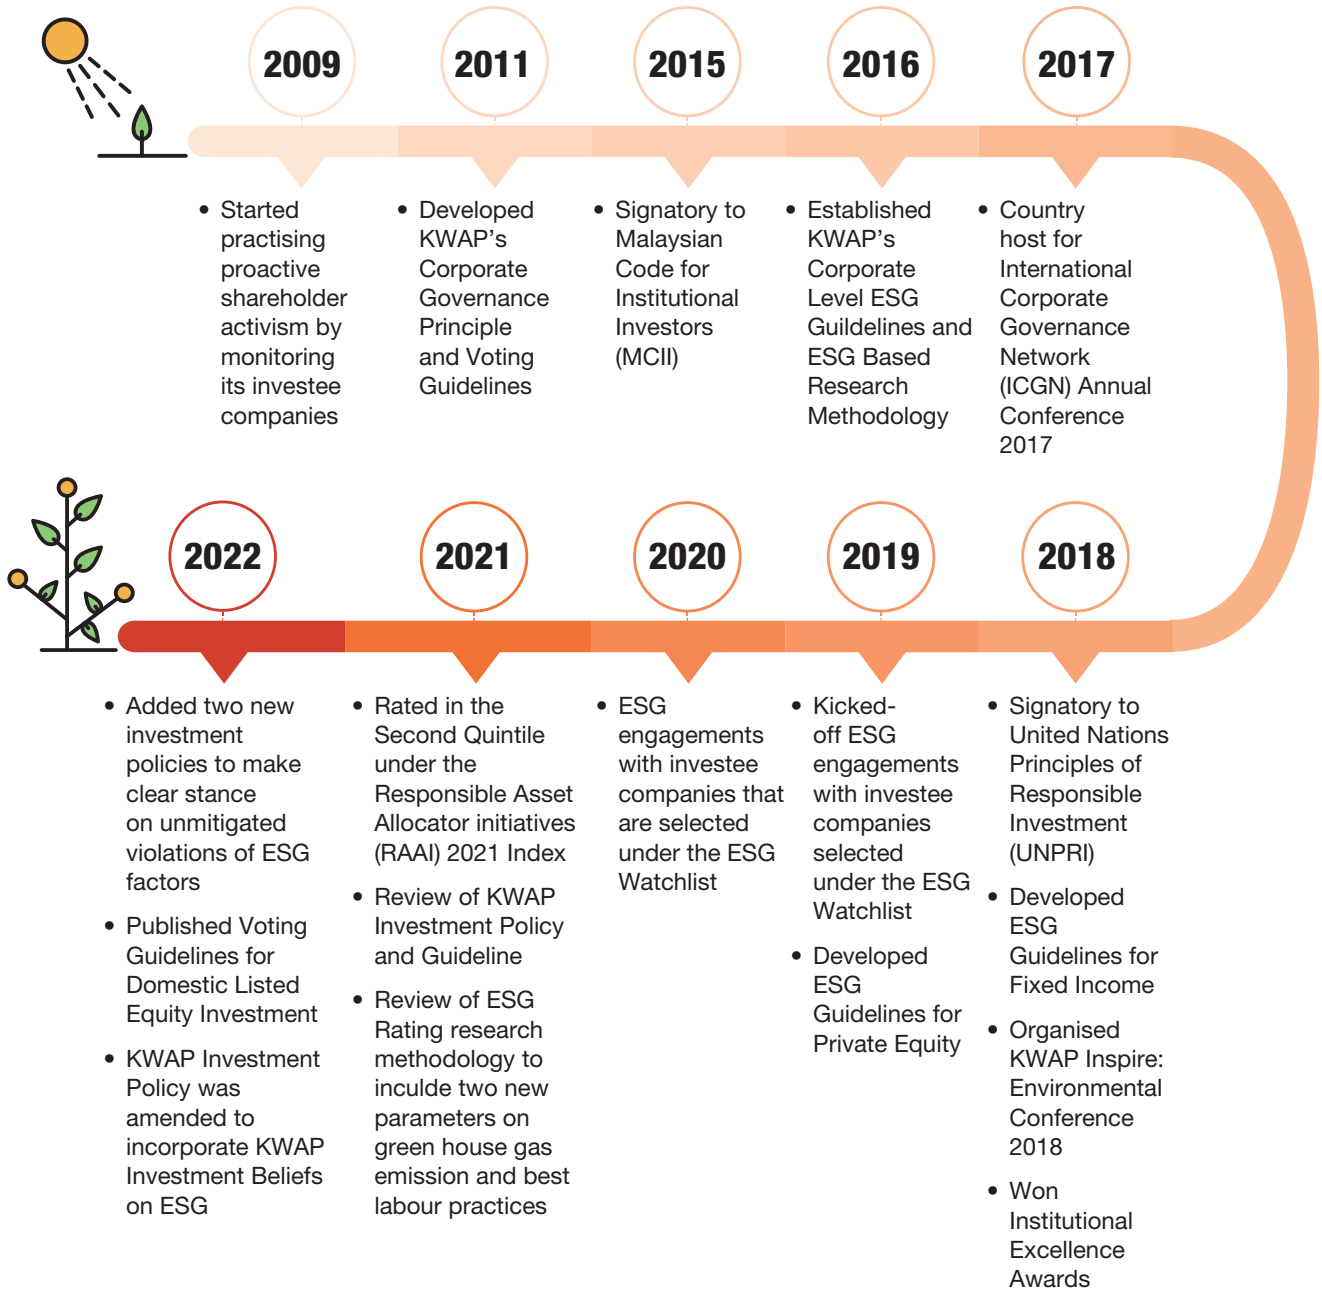 2009
• Started
practising
proactive
shareholder
activism by
monitoring
its investee
companies
2011
• Developed
KWAP's
Corporate
Governance
Principle
and Voting
Guidelines
2015
• Signatory to
Malaysian
Code for
Institutional
Investors
(MCII)
2016
• Established
KWAP's
Corporate
Level ESG
Guildelines and
ESG Based
Research
Methodology
2017
• Country
host for
International
Corporate
Governance
Network
(ICGN) Annual
Conference
2017
2018
• Signatory to
United Nations
Principles of
Responsible
Investment
(UNPRI)
• Developed
ESG
Guidelines for
Fixed Income
• Organised
KWAP Inspire:
Environmental
Conference
2018
• Won
Institutional
Excellence
Awards
2019
• Kicked-
off ESG
engagements
with investee
companies
selected
under the ESG
Watchlist
• Developed
ESG
Guidelines for
Private Equity
2020
• ESG
engagements
with investee
companies that
are selected
under the ESG
Watchlist
2021
• Rated in the
Second Quintile
under the
Responsible Asset
Allocator initiatives
(RAAI) 2021 Index
• Review of KWAP
Investment Policy
and Guideline
• Review of ESG
Rating research
methodology to
inculde two new
parameters on
green house gas
emission and best
labour practices
2022
• Added two new
investment
policies to make
clear stance
on unmitigated
violations of ESG
factors
• Published Voting
Guidelines for
Domestic Listed
Equity Investment
• KWAP Investment
Policy was
amended to
incorporate KWAP
Investment Beliefs
on ESG